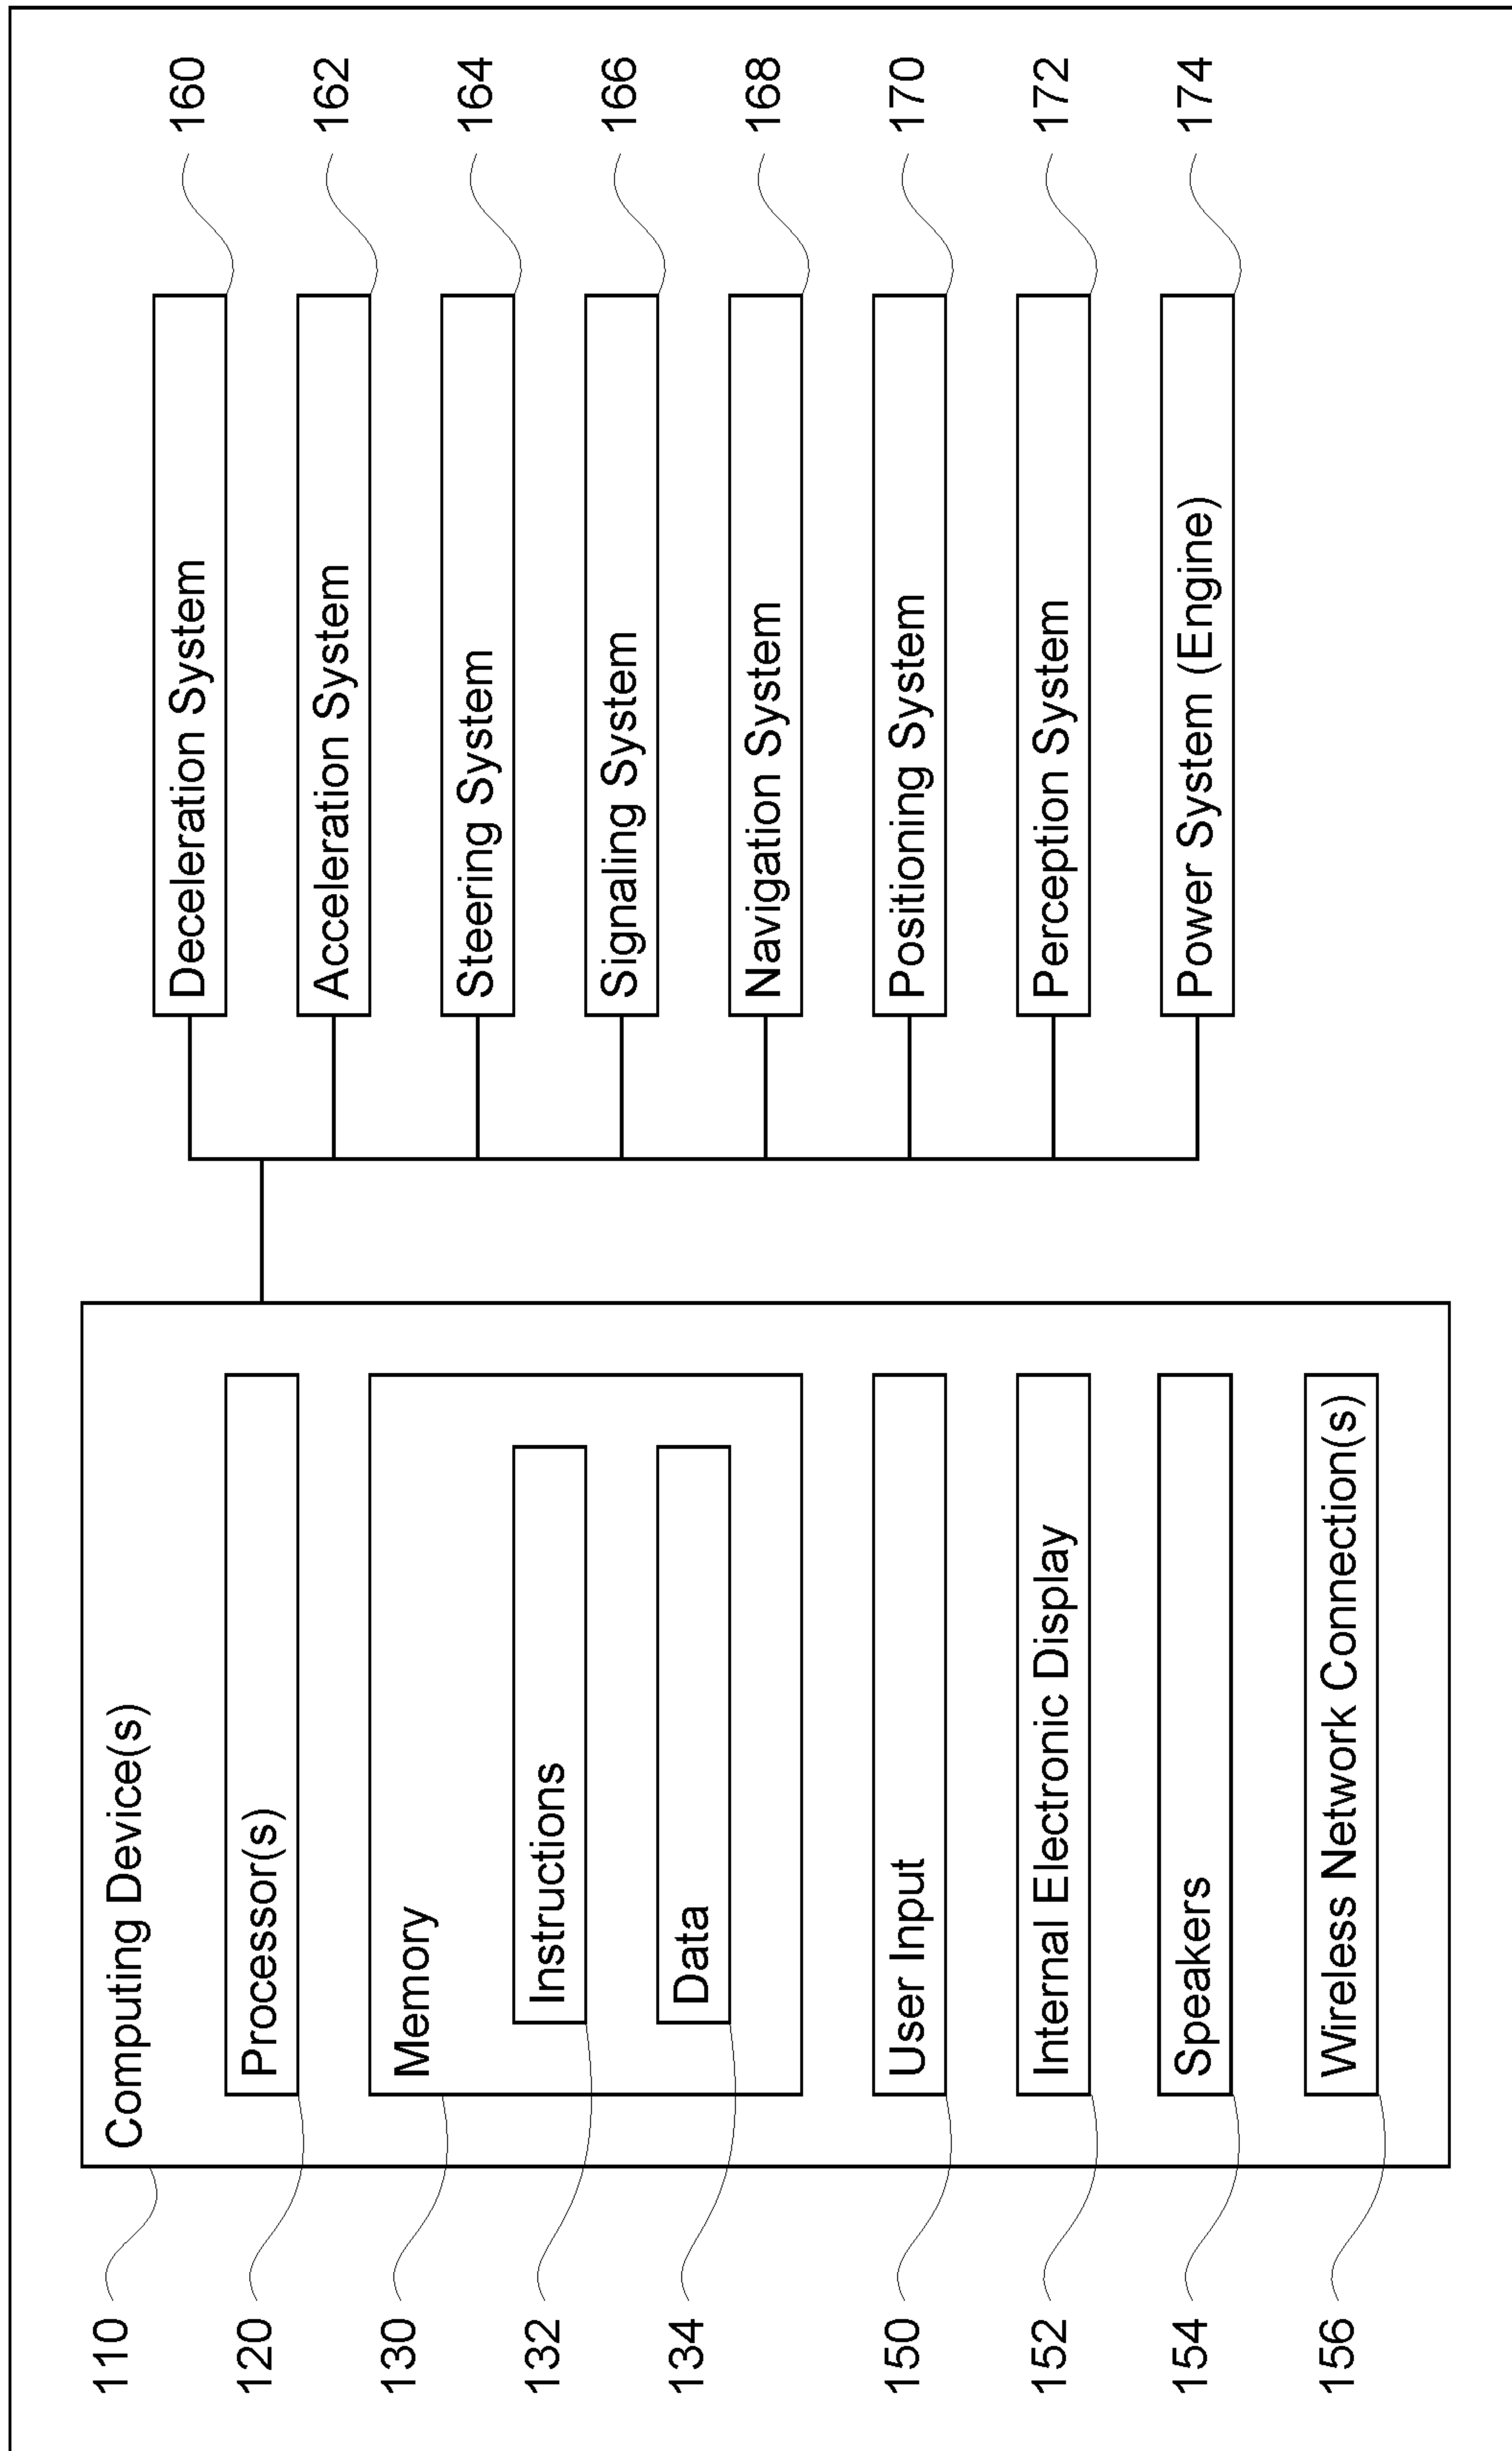 Computing Device(s)
110
Processor(s)
120
Memory
130
Instructions
132
Data
134
User Input
150
Internal Electronic Display
152
Speakers
154
Wireless Network Connection(s)
156
Deceleration System
160
Acceleration System
162
Steering System
164
Signaling System
166
Navigation System
168
Positioning System
170
Perception System
172
Power System (Engine)
174